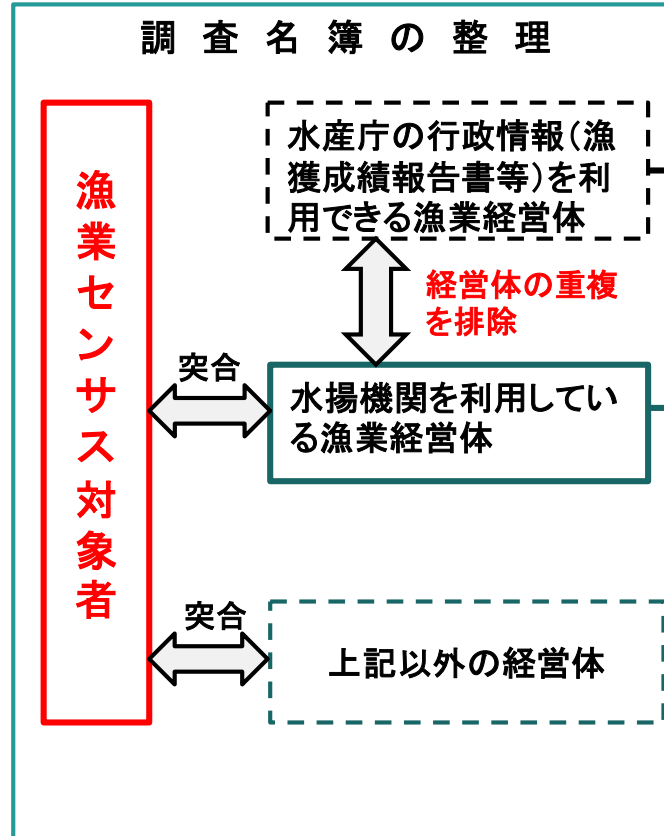 調査名簿の整理
漁業センサス対象者
水産庁の行政情報（漁
獲成績報告書等）を利
用できる漁業経営体
経営体の重複
を排除
突合
水揚機関を利用してい
る漁業経営体
突合
上記以外の経営体